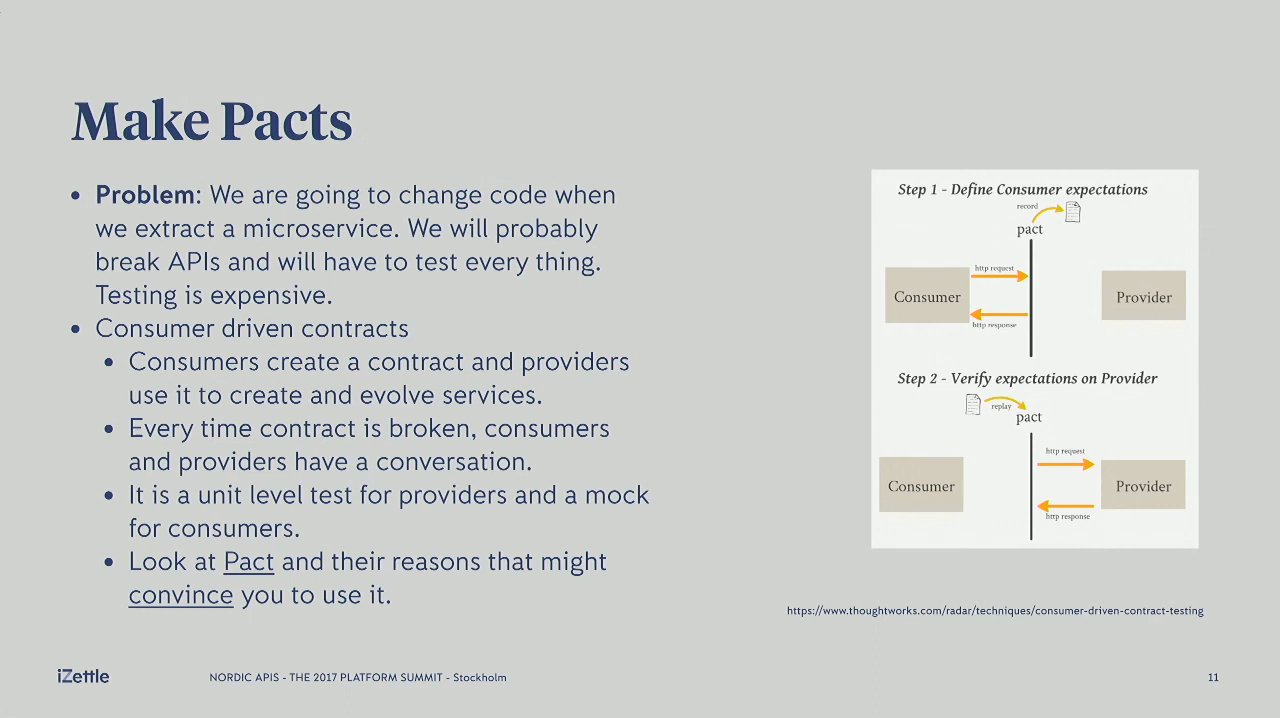 Make Pacts
• Problem: We are going to change code when
we extract a microservice. We will probably
break APIs and will have to test every thing.
Testing is expensive.
• Consumer driven contracts
• Consumers create a contract and providers
use it to create and evolve services.
• Every time contract is broken, consumers
and providers have a conversation.
• It is a unit level test for providers and a mock
for consumers.
• Look at Pact and their reasons that might
convince you to use it.
Step 1 - Define Consumer expectations
record
pact
http request
Consumer
Provider
http response
Step 2 - Verify expectations on Provider
replay
pact
http request
Consumer
Provider
http response
https://www.thoughtworks.com/radar/techniques/consumer-driven-contract-testing
iZettle
NORDIC APIS - THE 2017 PLATFORM SUMMIT - Stockholm
11